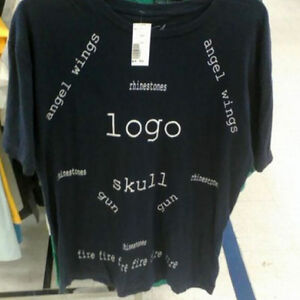 angel wings
angel wings
rhinestones
logo
rhinestones
rhinestones
skull
gun
gun
rhinestones
fire fire fire fire fire fire